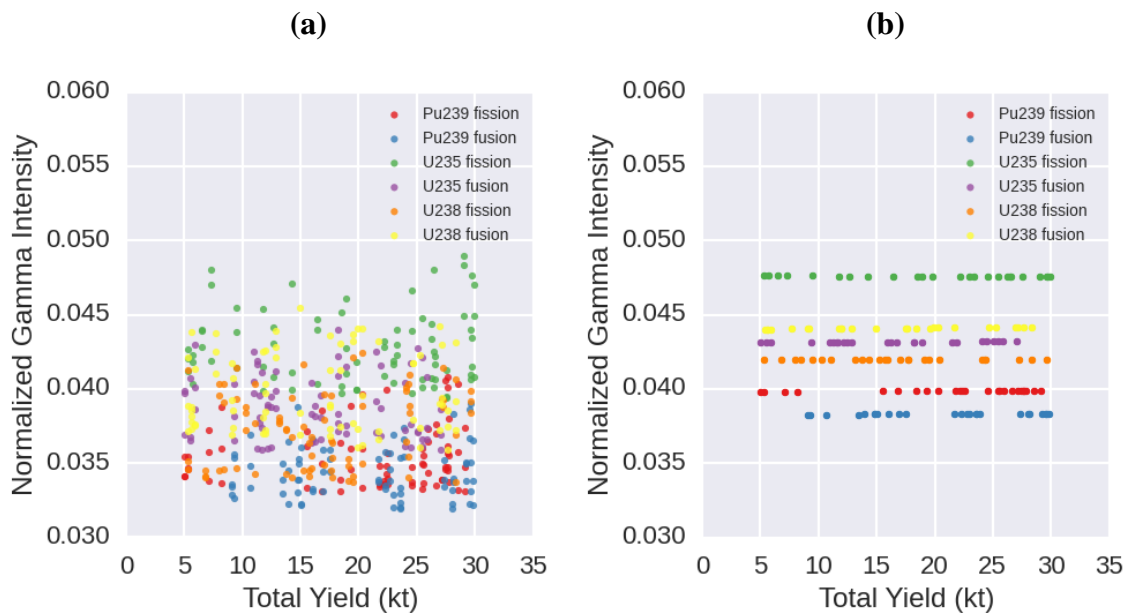 (a)
Normalized Gamma Intensity
0.060
0.055
0.050
0.045
0.040
0.035
0.030
Pu239 fission
Pu239 fusion
U235 fission
U235 fusion
U238 fission
U238 fusion
0 5 10 15 20 25 30 35
Total Yield (kt)
(b)
Normalized Gamma Intensity
0.060
0.055
0.050
0.045
0.040
0.035
0.030
Pu239 fission
Pu239 fusion
U235 fission
U235 fusion
U238 fission
U238 fusion
0 5 10 15 20 25 30 35
Total Yield (kt)